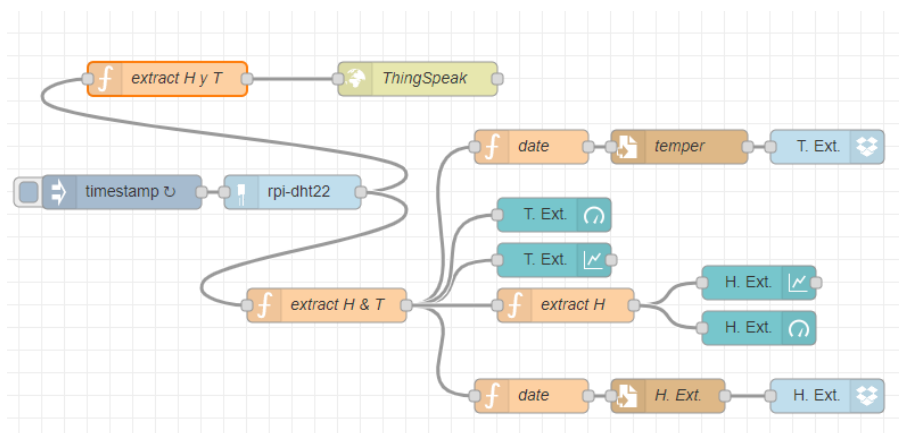 extract H y T
ThingSpeak
date
temper
T. Ext.
timestamp ↻
rpi-dht22
T. Ext.
T. Ext.
extract H & T
extract H
H. Ext.
H. Ext.
date
H. Ext.
H. Ext.